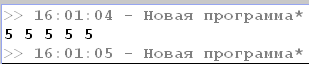 >> 16:01:04 - Новая программа*
5 5 5 5 5
>> 16:01:05 - Новая программа*